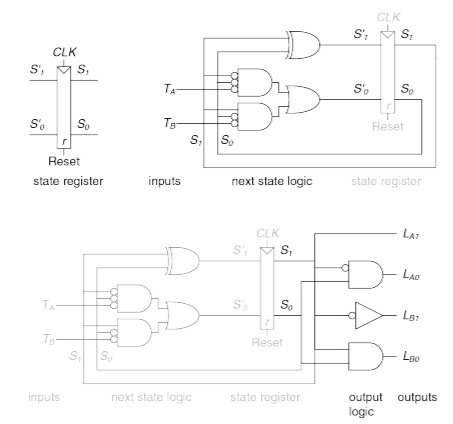 CLK
S'1 S1
S'0 S0
r
Reset
state register
CLK
S'1 S1
TA
S'0 S0
TB
r
Reset
S1 S0
inputs next state logic state register
CLK
S'1 S1
LA1
LA0
TA
S'0 S0
LB1
TB
r
Reset
S1 S0
LB0
inputs next state logic state register output logic outputs